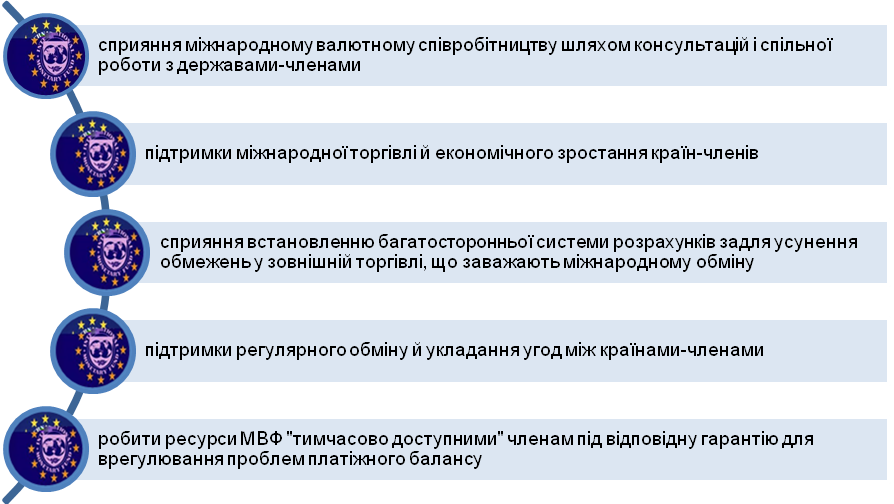 сприяння міжнародному валютному співробітництву шляхом консультацій і спільної
роботи з державами-членами
підтримки міжнародної торгівлі й економічного зростання країн-членів
сприяння встановленню багатосторонньої системи розрахунків задля усунення
обмежень у зовнішній торгівлі, що заважають міжнародному обміну
підтримки регулярного обміну й укладання угод між країнами-членами
робити ресурси МВФ "тимчасово доступними" членам під відповідну гарантію для
врегулювання проблем платіжного балансу